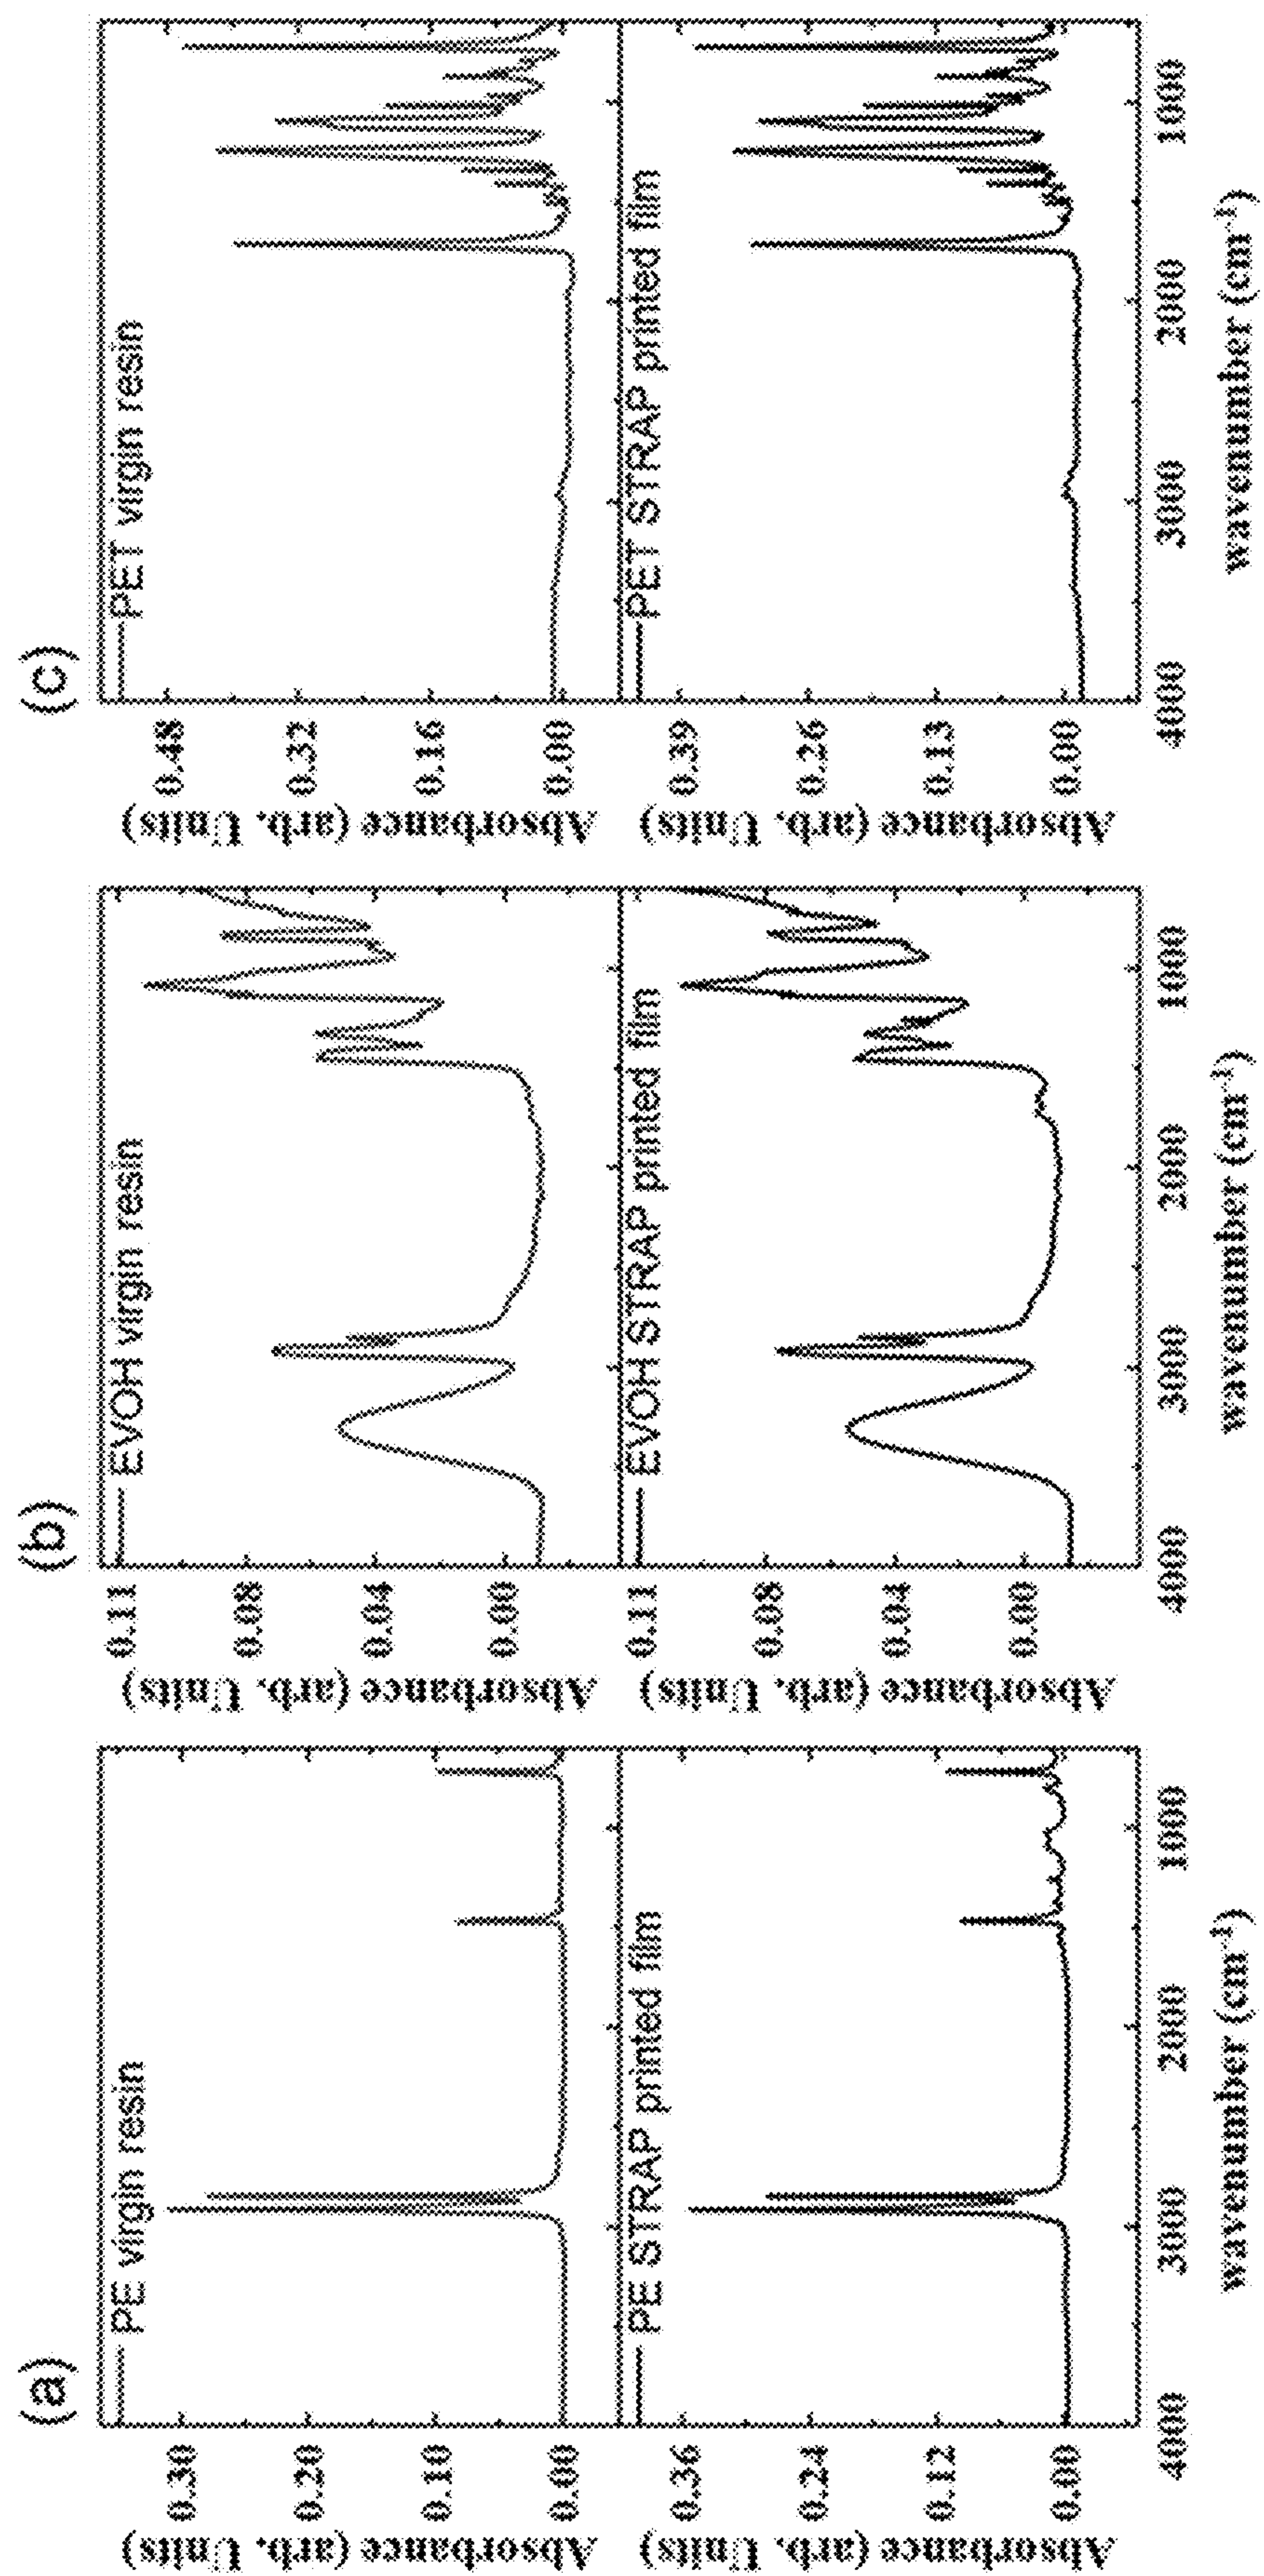 (a)
PE virgin resin
Absorbance (arb. Units)
0.30
0.20
0.10
0.00
PE STRAP printed film
Absorbance (arb. Units)
0.36
0.24
0.12
0.00
4000 3000 2000 1000
wavenumber (cm⁻¹)
(b)
EVOH virgin resin
Absorbance (arb. Units)
0.11
0.08
0.04
0.00
EVOH STRAP printed film
Absorbance (arb. Units)
0.11
0.08
0.04
0.00
4000 3000 2000 1000
wavenumber (cm⁻¹)
(c)
PET virgin resin
Absorbance (arb. Units)
0.48
0.32
0.16
0.00
PET STRAP printed film
Absorbance (arb. Units)
0.39
0.26
0.13
0.00
4000 3000 2000 1000
wavenumber (cm⁻¹)